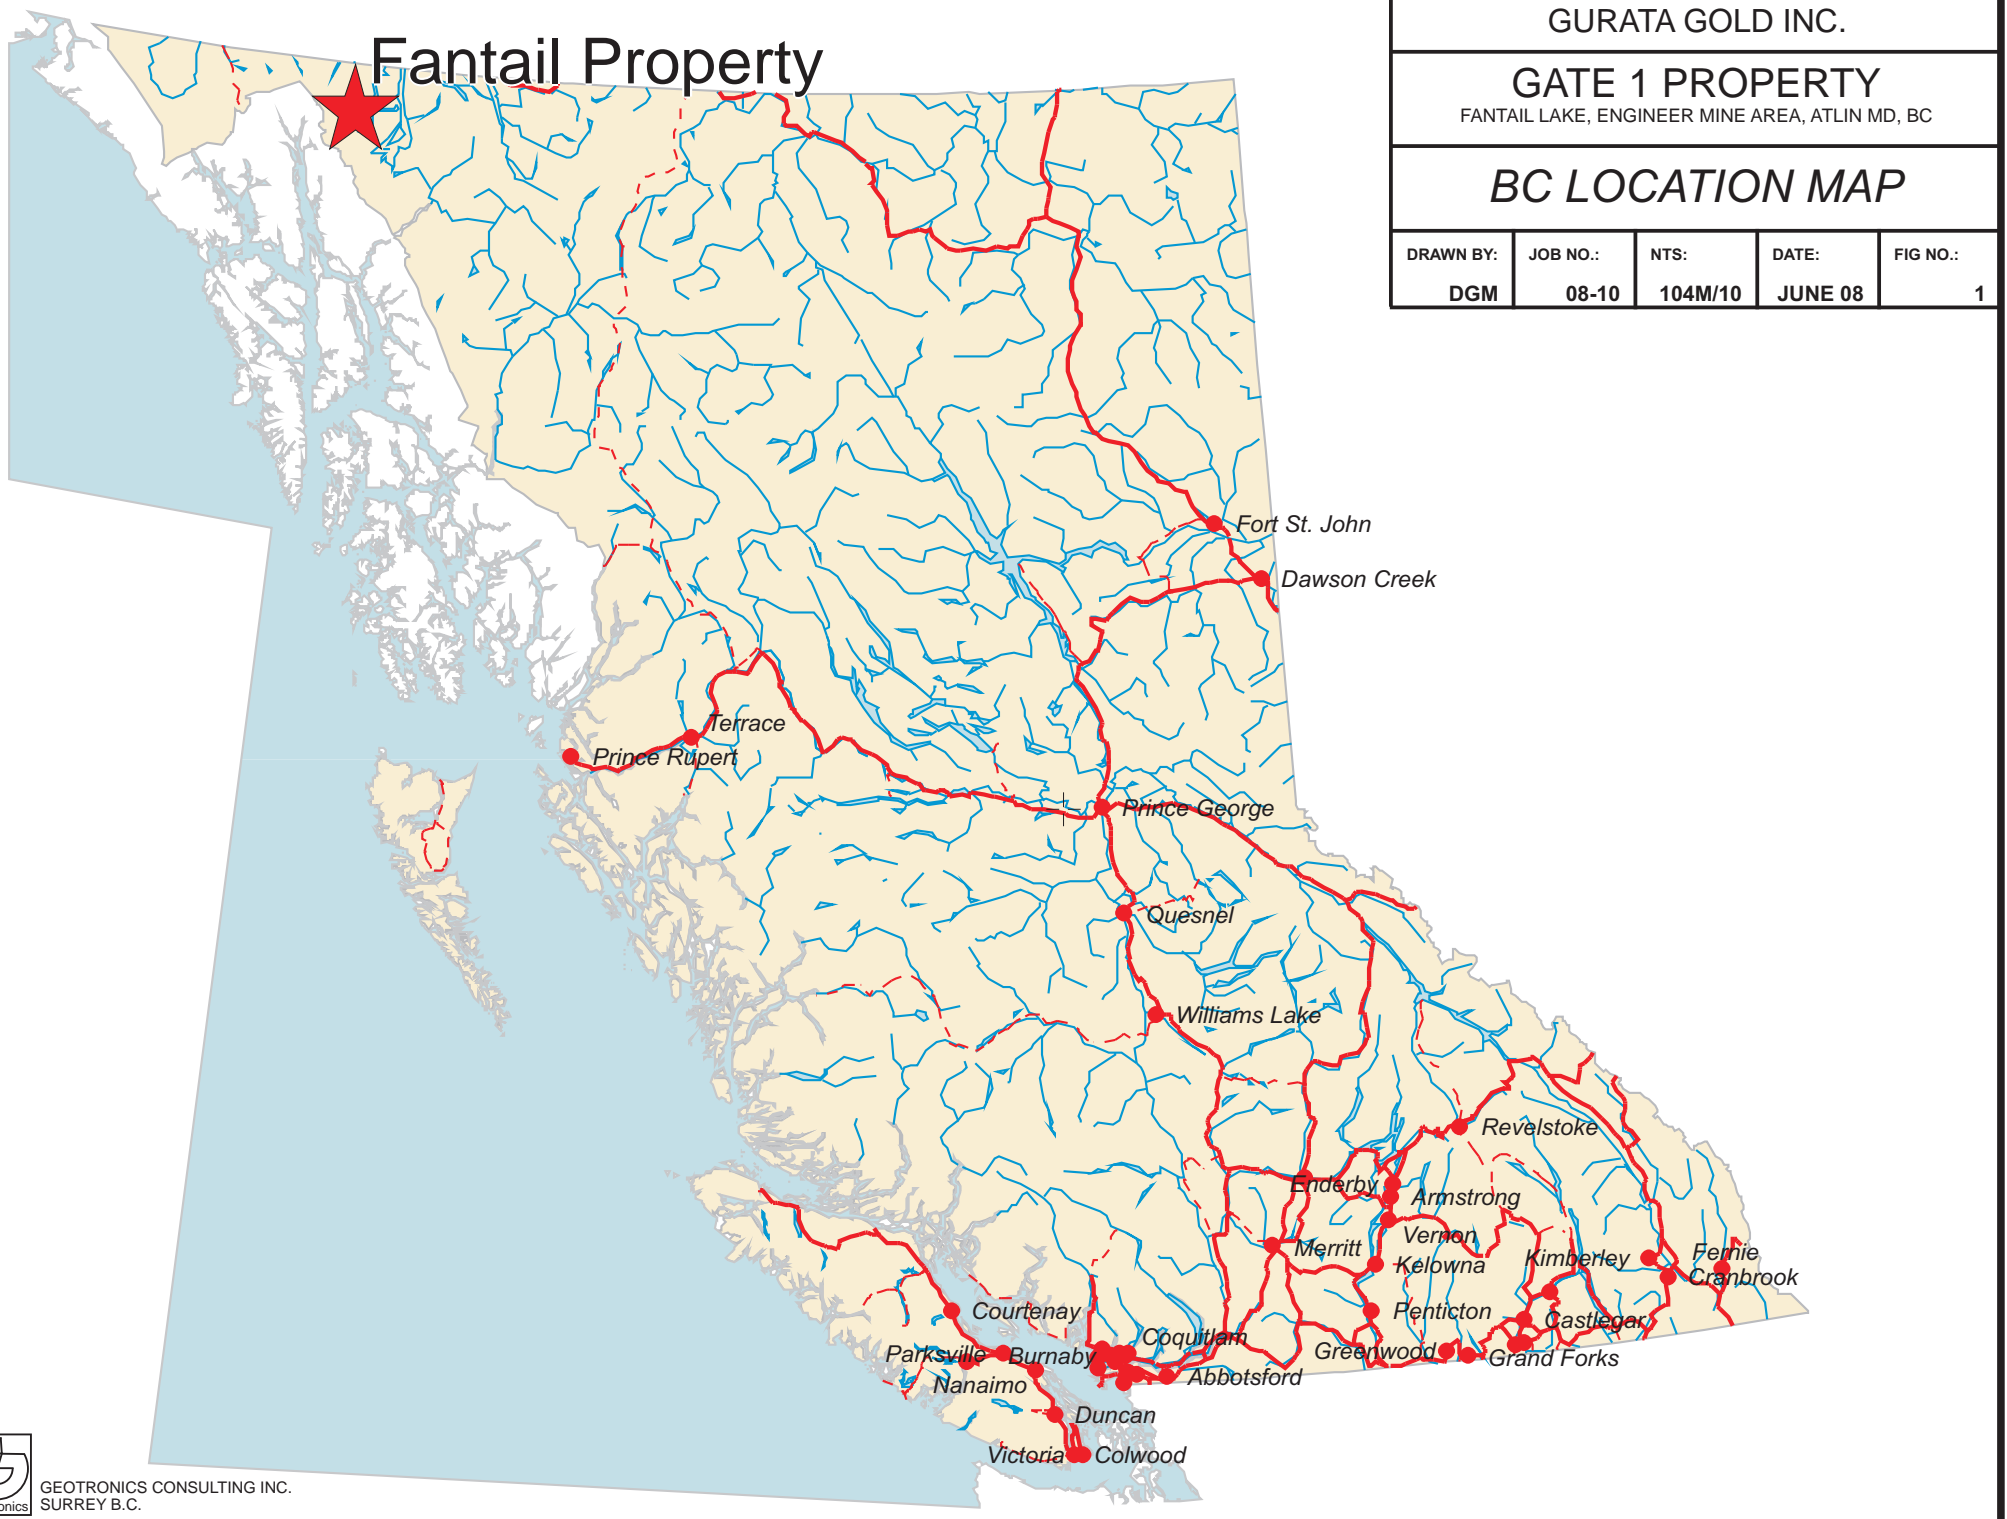 Fantail Property
GURATA GOLD INC.
GATE 1 PROPERTY
FANTAIL LAKE, ENGINEER MINE AREA, ATLIN MD, BC
BC LOCATION MAP
DRAWN BY: JOB NO.: NTS: DATE: FIG NO.:
DGM 08-10 104M/10 JUNE 08 1
Fort St. John
Dawson Creek
Terrace
Prince Rupert
Prince George
Quesnel
Williams Lake
Revelstoke
Enderby
Armstrong
Vernon
Merritt
Kelowna
Kimberley
Fernie
Cranbrook
Penticton
Courtenay
Castlegar
Coquitlam
Greenwood
Grand Forks
Parksville
Burnaby
Abbotsford
Nanaimo
Duncan
Victoria
Colwood
GEOTRONICS CONSULTING INC.
SURREY B.C.